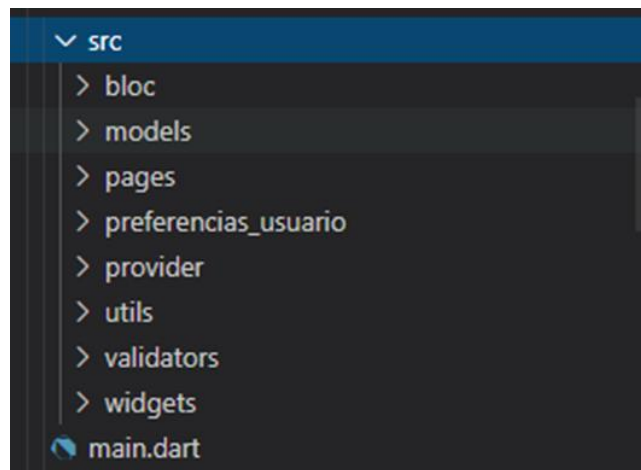 src
bloc
models
pages
preferencias_usuario
provider
utils
validators
widgets
main.dart